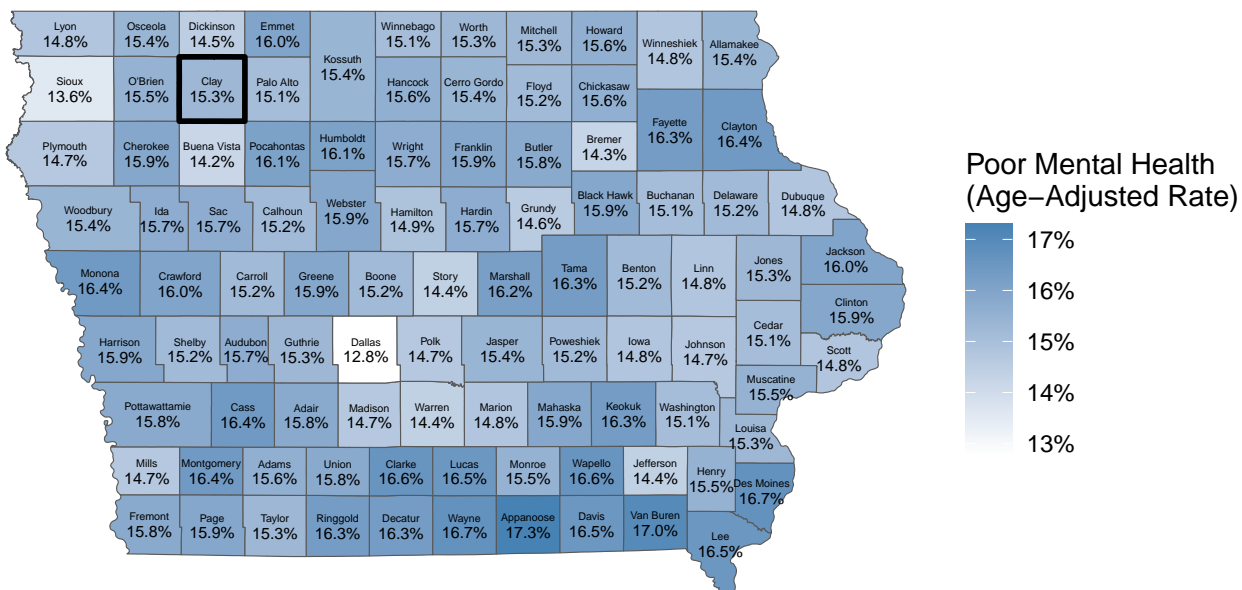 Lyon
14.8%
Osceola
15.4%
Dickinson
14.5%
Emmet
16.0%
Kossuth
15.4%
Winnebago
15.1%
Worth
15.3%
Mitchell
15.3%
Howard
15.6%
Winneshiek
14.8%
Allamakee
15.4%
Sioux
13.6%
O'Brien
15.5%
Clay
15.3%
Palo Alto
15.1%
Hancock
15.6%
Cerro Gordo
15.4%
Floyd
15.2%
Chickasaw
15.6%
Fayette
16.3%
Clayton
16.4%
Plymouth
14.7%
Cherokee
15.9%
Buena Vista
14.2%
Pocahontas
16.1%
Humboldt
16.1%
Wright
15.7%
Franklin
15.9%
Butler
15.8%
Bremer
14.3%
Woodbury
15.4%
Ida
15.7%
Sac
15.7%
Calhoun
15.2%
Webster
15.9%
Hamilton
14.9%
Hardin
15.7%
Grundy
14.6%
Black Hawk
15.9%
Buchanan
15.1%
Delaware
15.2%
Dubuque
14.8%
Monona
16.4%
Crawford
16.0%
Carroll
15.2%
Greene
15.9%
Boone
15.2%
Story
14.4%
Marshall
16.2%
Tama
16.3%
Benton
15.2%
Linn
14.8%
Jones
15.3%
Jackson
16.0%
Clinton
15.9%
Harrison
15.9%
Shelby
15.2%
Audubon
15.7%
Guthrie
15.3%
Dallas
12.8%
Polk
14.7%
Jasper
15.4%
Poweshiek
15.2%
Iowa
14.8%
Johnson
14.7%
Cedar
15.1%
Scott
14.8%
Muscatine
15.5%
Pottawattamie
15.8%
Cass
16.4%
Adair
15.8%
Madison
14.7%
Warren
14.4%
Marion
14.8%
Mahaska
15.9%
Keokuk
16.3%
Washington
15.1%
Louisa
15.3%
Mills
14.7%
Montgomery
16.4%
Adams
15.6%
Union
15.8%
Clarke
16.6%
Lucas
16.5%
Monroe
15.5%
Wapello
16.6%
Jefferson
14.4%
Henry
15.5%
Des Moines
16.7%
Fremont
15.8%
Page
15.9%
Taylor
15.3%
Ringgold
16.3%
Decatur
16.3%
Wayne
16.7%
Appanoose
17.3%
Davis
16.5%
Van Buren
17.0%
Lee
16.5%
Poor Mental Health
(Age−Adjusted Rate)
17%
16%
15%
14%
13%